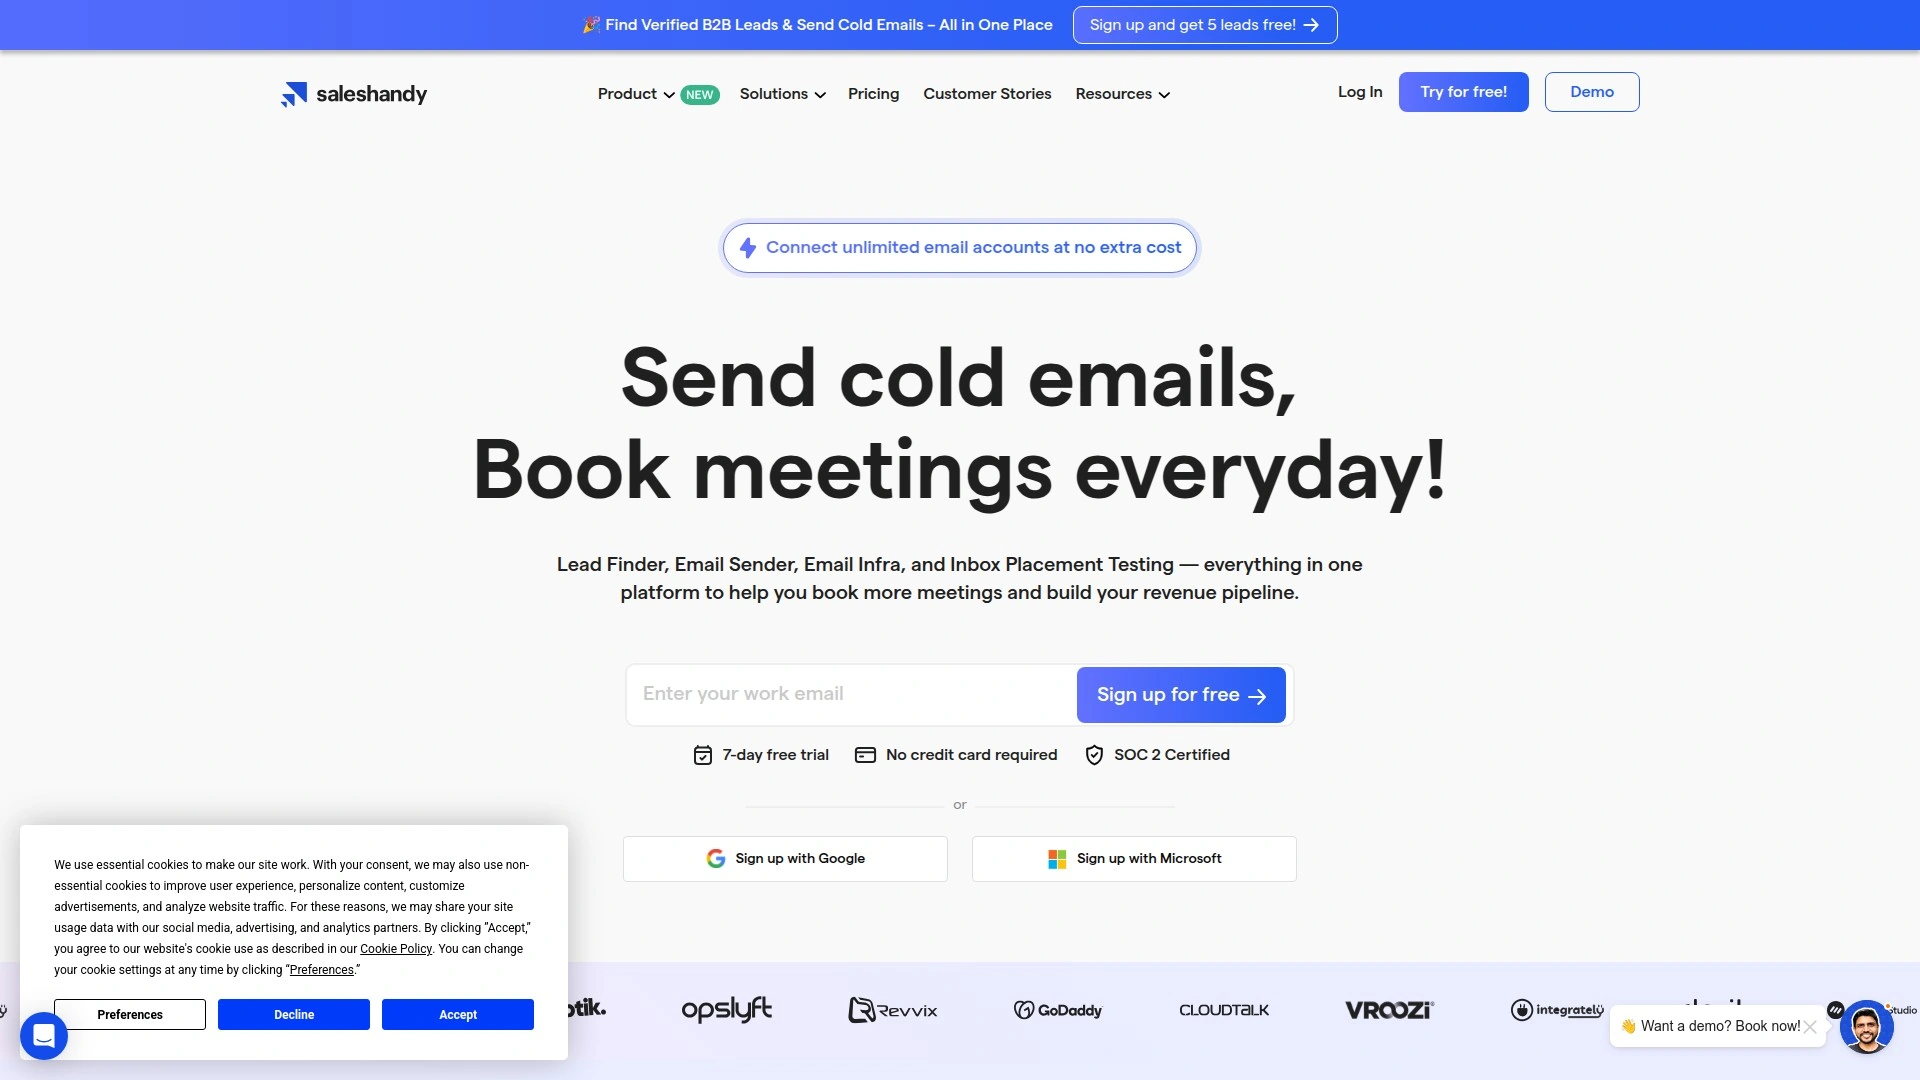 🎉 Find Verified B2B Leads & Send Cold Emails – All in One Place
Sign up and get 5 leads free! →
saleshandy
Product NEW Solutions Pricing Customer Stories Resources
Log In Try for free! Demo
Connect unlimited email accounts at no extra cost
Send cold emails,
Book meetings everyday!
Lead Finder, Email Sender, Email Infra, and Inbox Placement Testing — everything in one
platform to help you book more meetings and build your revenue pipeline.
Enter your work email
Sign up for free →
7-day free trial No credit card required SOC 2 Certified
or
Sign up with Google Sign up with Microsoft
We use essential cookies to make our site work. With your consent, we may also use non-
essential cookies to improve user experience, personalize content, customize
advertisements, and analyze website traffic. For these reasons, we may share your site
usage data with our social media, advertising, and analytics partners. By clicking “Accept,”
you agree to our website's cookie use as described in our Cookie Policy. You can change
your cookie settings at any time by clicking “Preferences.”
Preferences Decline Accept
opslyft Revvix GoDaddy CLOUDTALK VROOZI integrately
👋 Want a demo? Book now!